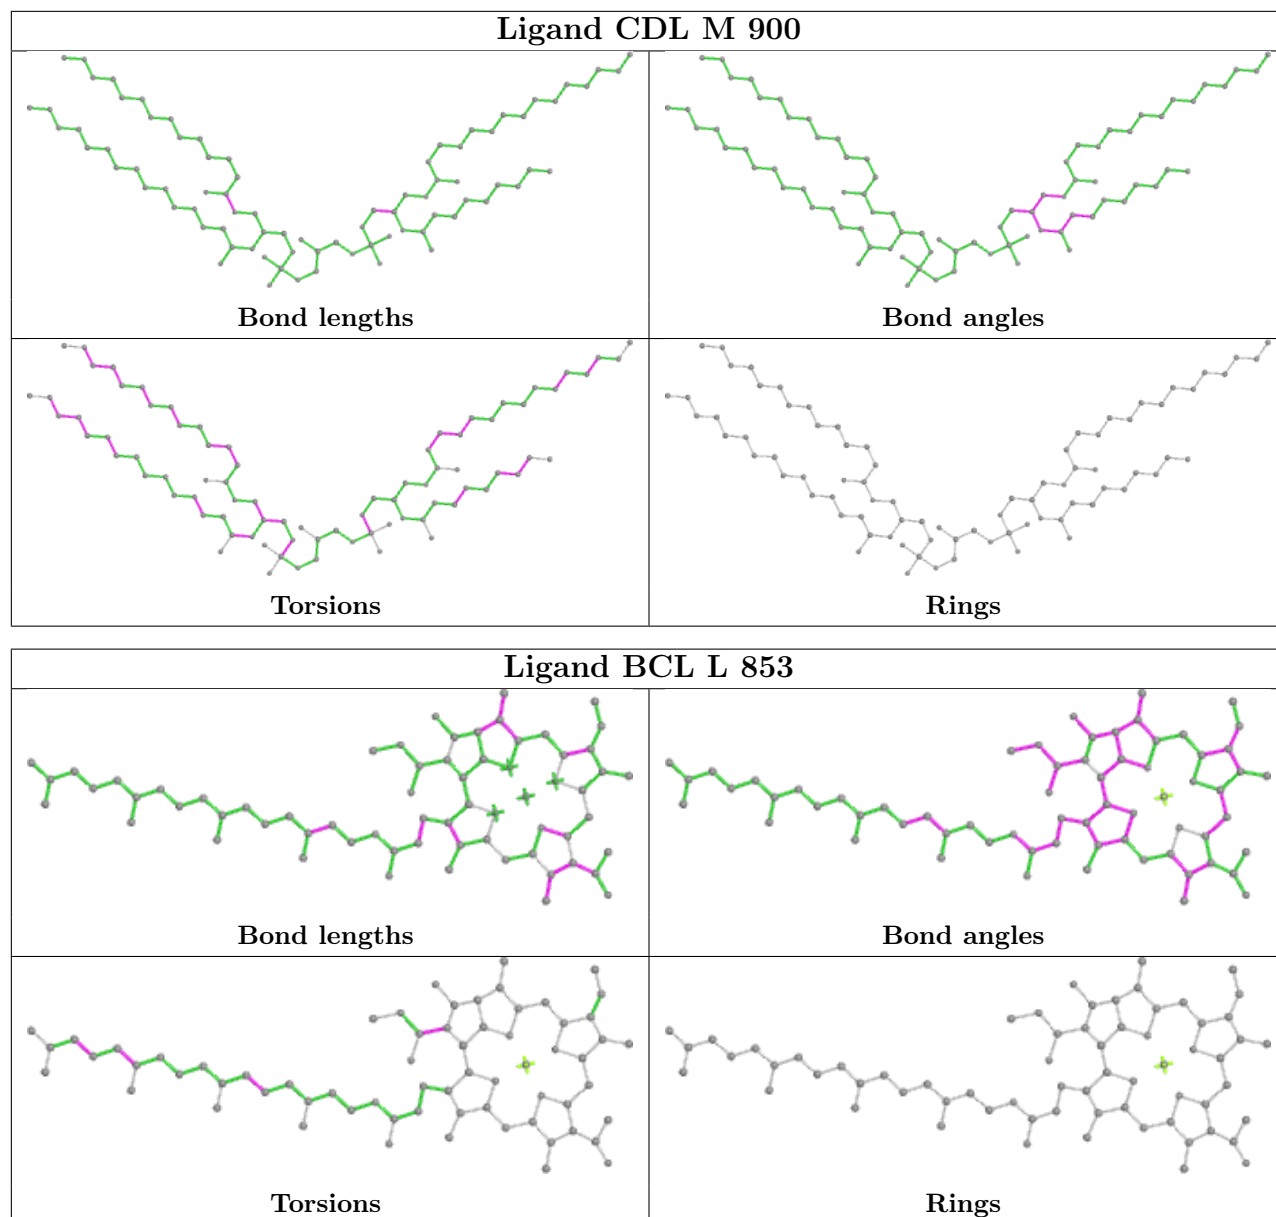 Ligand CDL M 900
Bond lengths
Bond angles
Torsions
Rings
Ligand BCL L 853
Bond lengths
Bond angles
Torsions
Rings